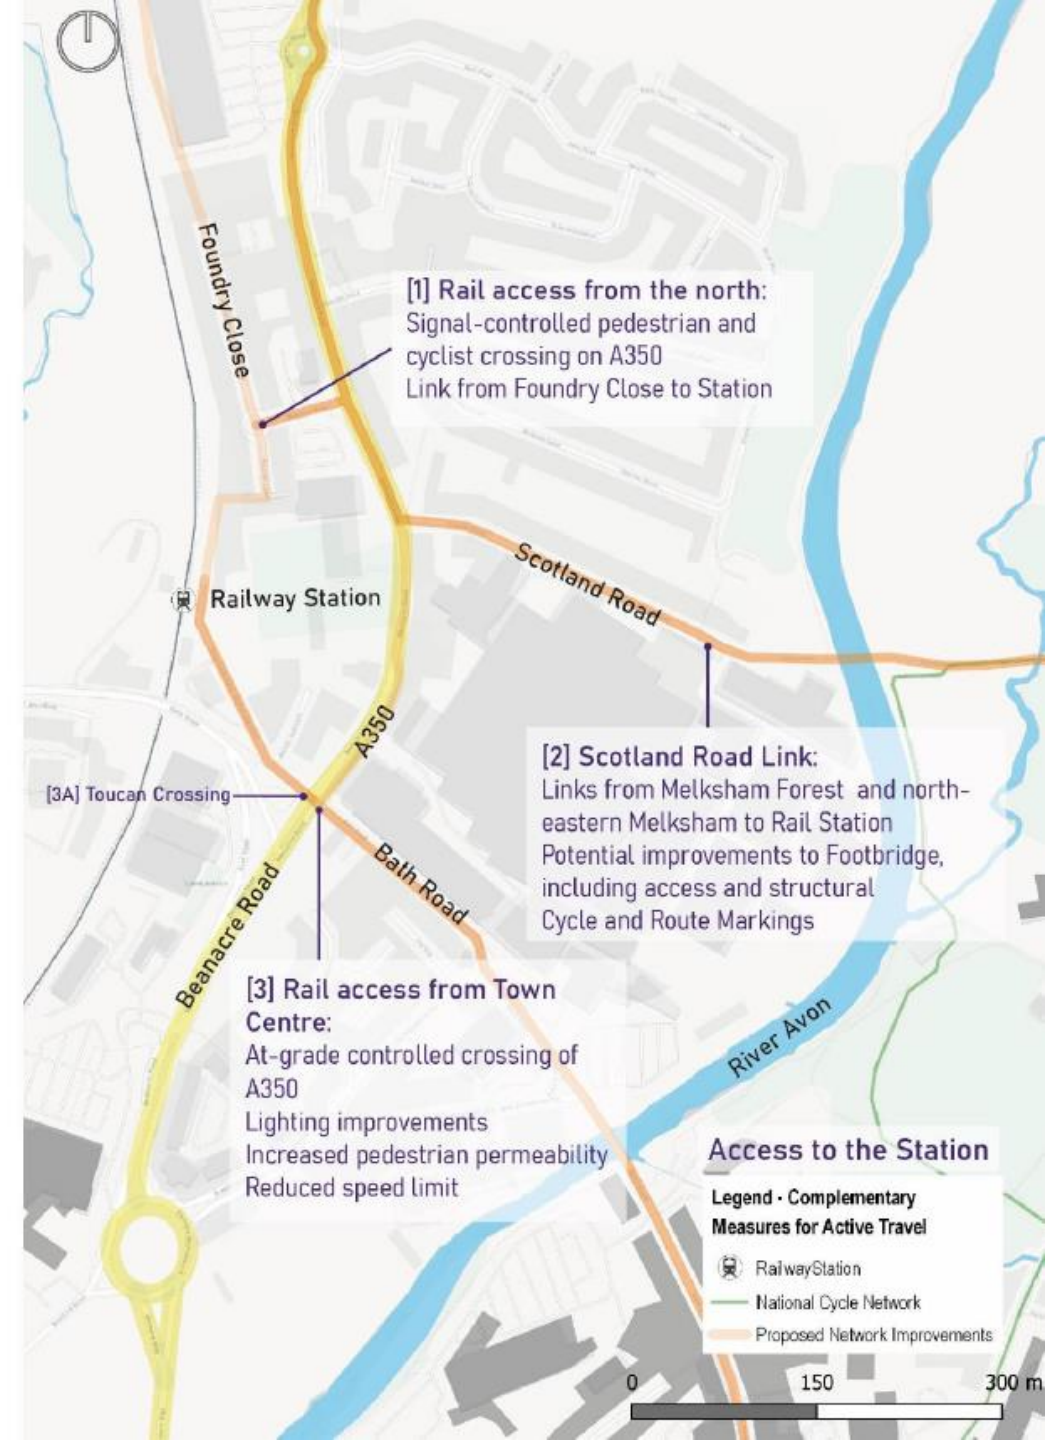 Foundry Close
[1] Rail access from the north:
Signal-controlled pedestrian and
cyclist crossing on A350
Link from Foundry Close to Station
Scotland Road
Railway Station
A350
[2] Scotland Road Link:
Links from Melksham Forest and north-
eastern Melksham to Rail Station
Potential improvements to Footbridge,
including access and structural
Cycle and Route Markings
[3A] Toucan Crossing
Bath Road
Beanacre Road
[3] Rail access from Town
Centre:
At-grade controlled crossing of
A350
Lighting improvements
Increased pedestrian permeability
Reduced speed limit
River Avon
Access to the Station
Legend - Complementary
Measures for Active Travel
RailwayStation
National Cycle Network
Proposed Network Improvements
0 150 300 m